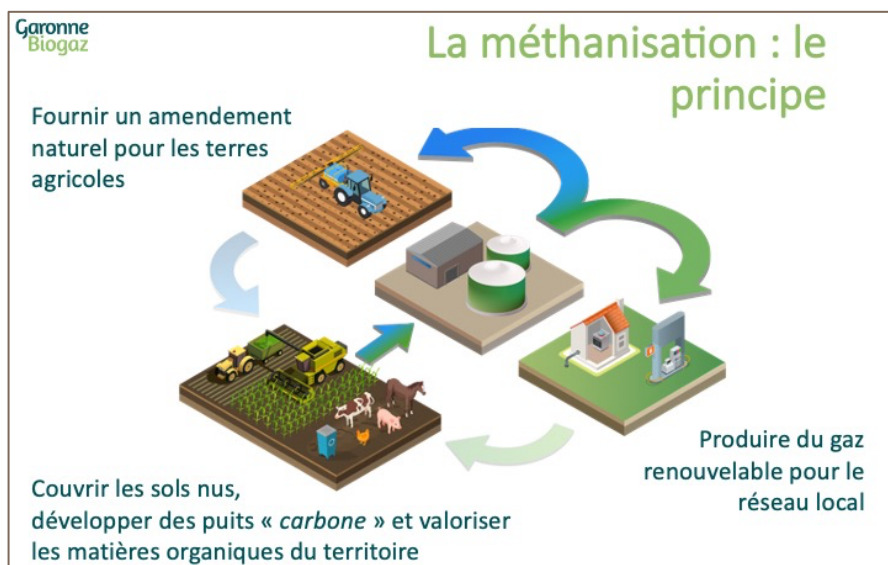 Garonne
Biogaz
La méthanisation : le
principe
Fournir un amendement
naturel pour les terres
agricoles
Produire du gaz
renouvelable pour le
réseau local
Couvrir les sols nus,
développer des puits « carbone » et valoriser
les matières organiques du territoire